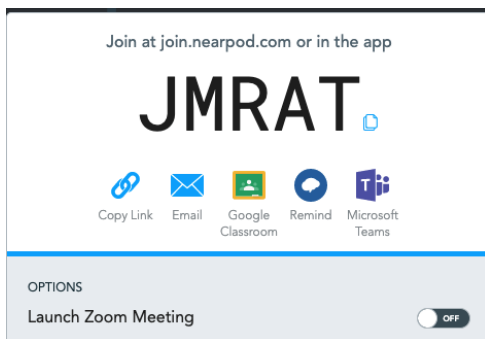 Join at join.nearpod.com or in the app
JMRAT
Copy Link Email Google Classroom Remind Microsoft Teams
OPTIONS
Launch Zoom Meeting OFF